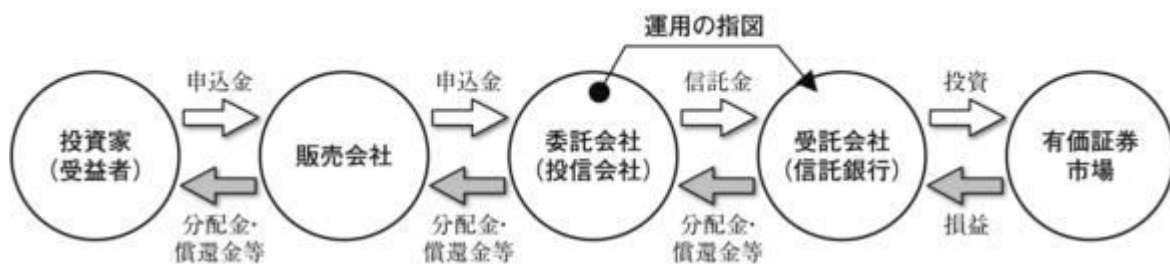 運用の指図
申込金
申込金
信託金
投資
投資家
(受益者)
販売会社
委託会社
(投信会社)
受託会社
(信託銀行)
有価証券
市場
分配金・
償還金等
分配金・
償還金等
分配金・
償還金等
損益